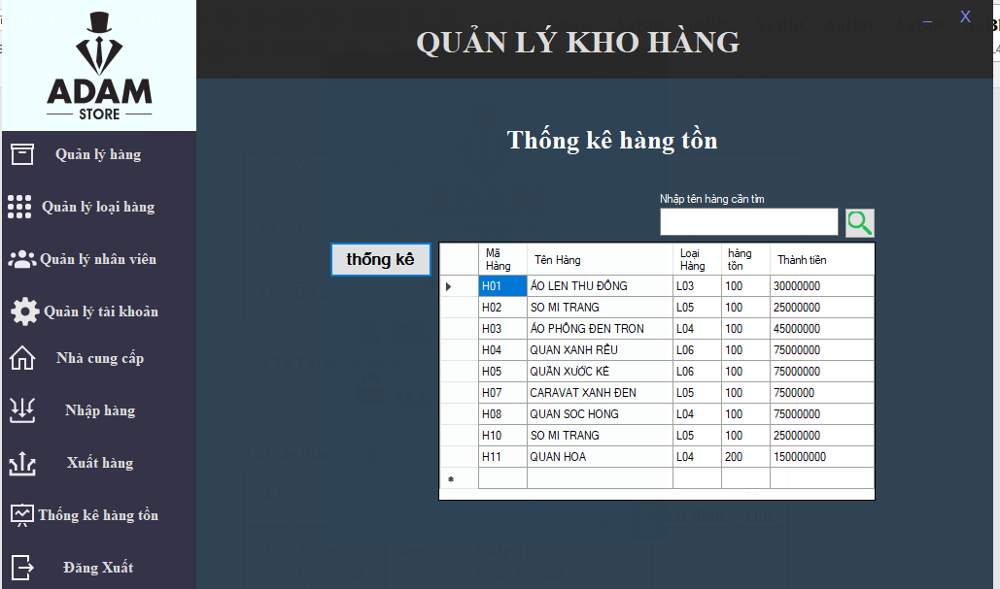 ADAM
STORE
QUẢN LÝ KHO HÀNG
_ X
Quản lý hàng
Quản lý loại hàng
Quản lý nhân viên
Quản lý tài khoản
Nhà cung cấp
Nhập hàng
Xuất hàng
Thống kê hàng tồn
Đăng Xuất
Thống kê hàng tồn
Nhập tên hàng cần tìm
thống kê
Mã Hàng Tên Hàng Loại Hàng hàng tồn Thành tiền
H01 ÁO LEN THU ĐÔNG L03 100 30000000
H02 SO MI TRANG L05 100 25000000
H03 ÁO PHÔNG ĐEN TRON L04 100 45000000
H04 QUAN XANH RÊU L06 100 75000000
H05 QUẦN XƯỚC KẺ L06 100 75000000
H07 CARAVAT XANH ĐEN L05 100 7500000
H08 QUAN SOC HONG L04 100 75000000
H10 SO MI TRANG L05 100 25000000
H11 QUAN HOA L04 200 150000000